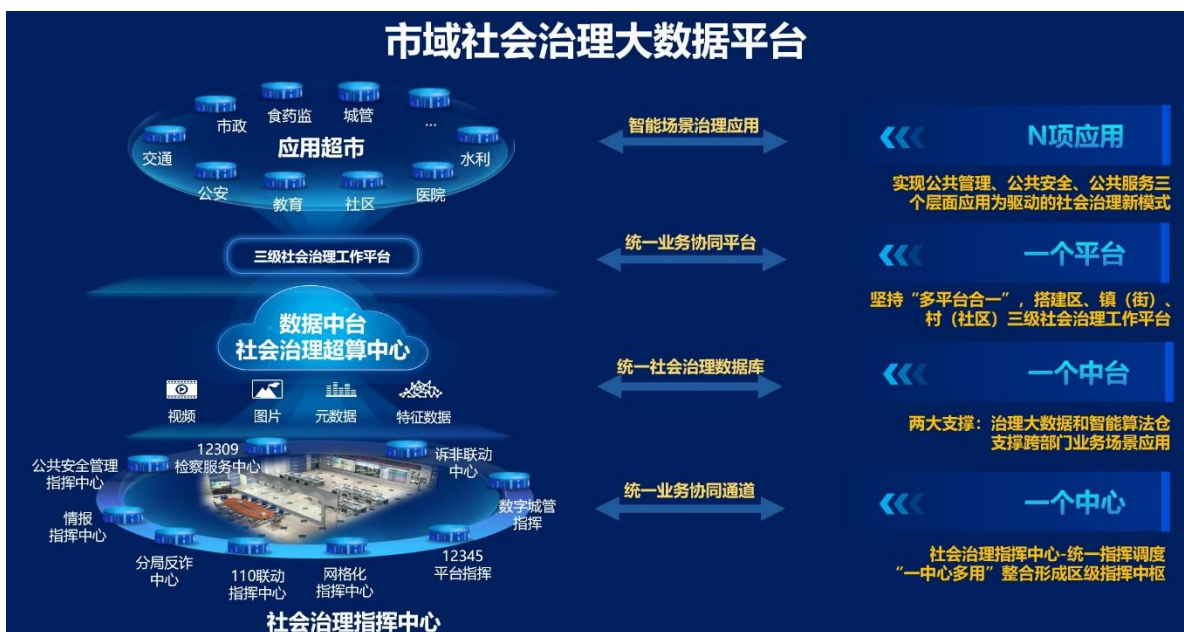 市域社会治理大数据平台
市政
食药监
城管
...
交通
应用超市
水利
公安
教育
社区
医院
三级社会治理工作平台
数据中台
社会治理超算中心
视频
图片
元数据
特征数据
12309
检察服务中心
诉非联动
中心
公共安全管理
指挥中心
数字城管
指挥
情报
指挥中心
分局反诈
中心
110联动
指挥中心
网格化
指挥中心
12345
平台指挥
社会治理指挥中心
智能场景治理应用
统一业务协同平台
统一社会治理数据库
统一业务协同通道
N项应用
实现公共管理、公共安全、公共服务三
个层面应用为驱动的社会治理新模式
一个平台
坚持“多平台合一”，搭建区、镇（街）、
村（社区）三级社会治理工作平台
一个中台
两大支撑：治理大数据和智能算法仓
支撑跨部门业务场景应用
一个中心
社会治理指挥中心-统一指挥调度
“一中心多用”整合形成区级指挥中枢